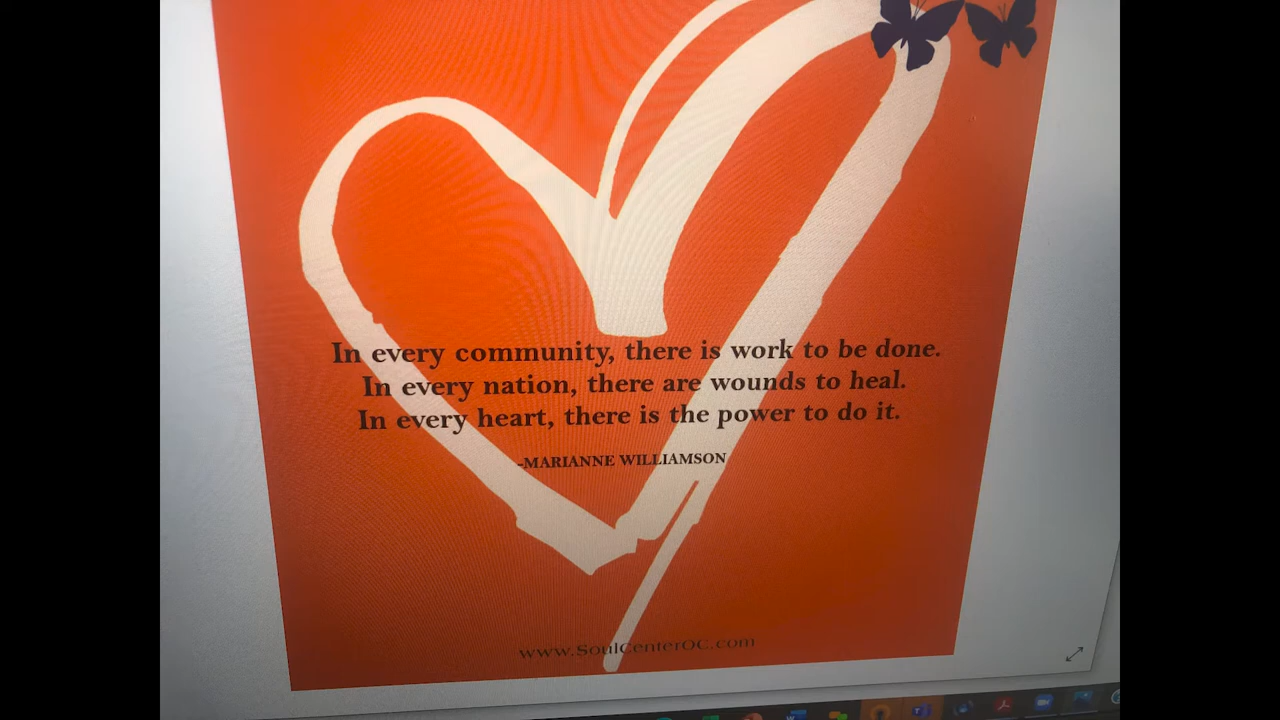 In every community, there is work to be done.
In every nation, there are wounds to heal.
In every heart, there is the power to do it.
-MARIANNE WILLIAMSON
www.SoulCenterOC.com